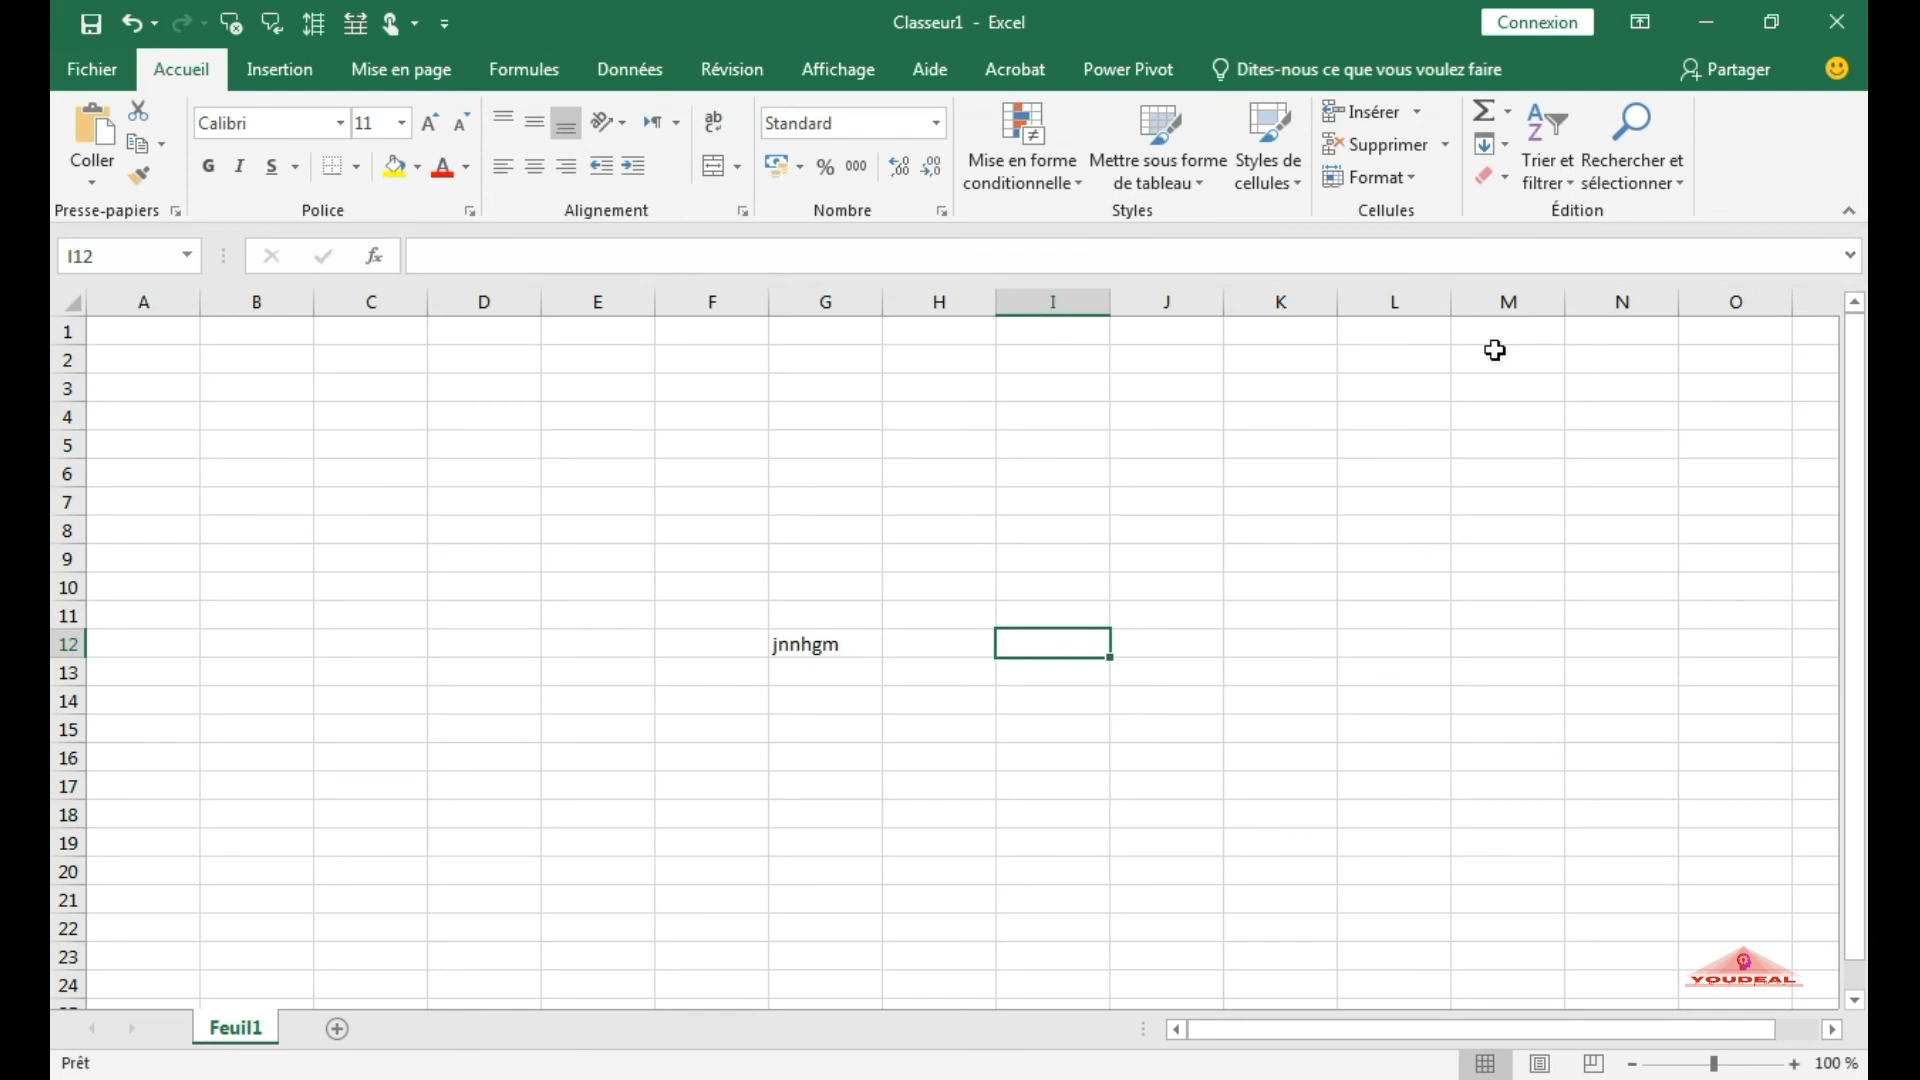 Classeur1 - Excel
Connexion
Fichier Accueil Insertion Mise en page Formules Données Révision Affichage Aide Acrobat Power Pivot Dites-nous ce que vous voulez faire Partager
Coller
Presse-papiers
Calibri 11
G I S
Police
ab
Alignement
Standard
% 000
Nombre
Mise en forme
conditionnelle
Mettre sous forme
de tableau
Styles de
cellules
Styles
Insérer
Supprimer
Format
Cellules
Trier et
filtrer
Rechercher et
sélectionner
Édition
I12 fx
A B C D E F G H I J K L M N O
1
2
3
4
5
6
7
8
9
10
11
12 jnnhgm
13
14
15
16
17
18
19
20
21
22
23
24
YOUDEAL
Feuil1
Prêt 100 %